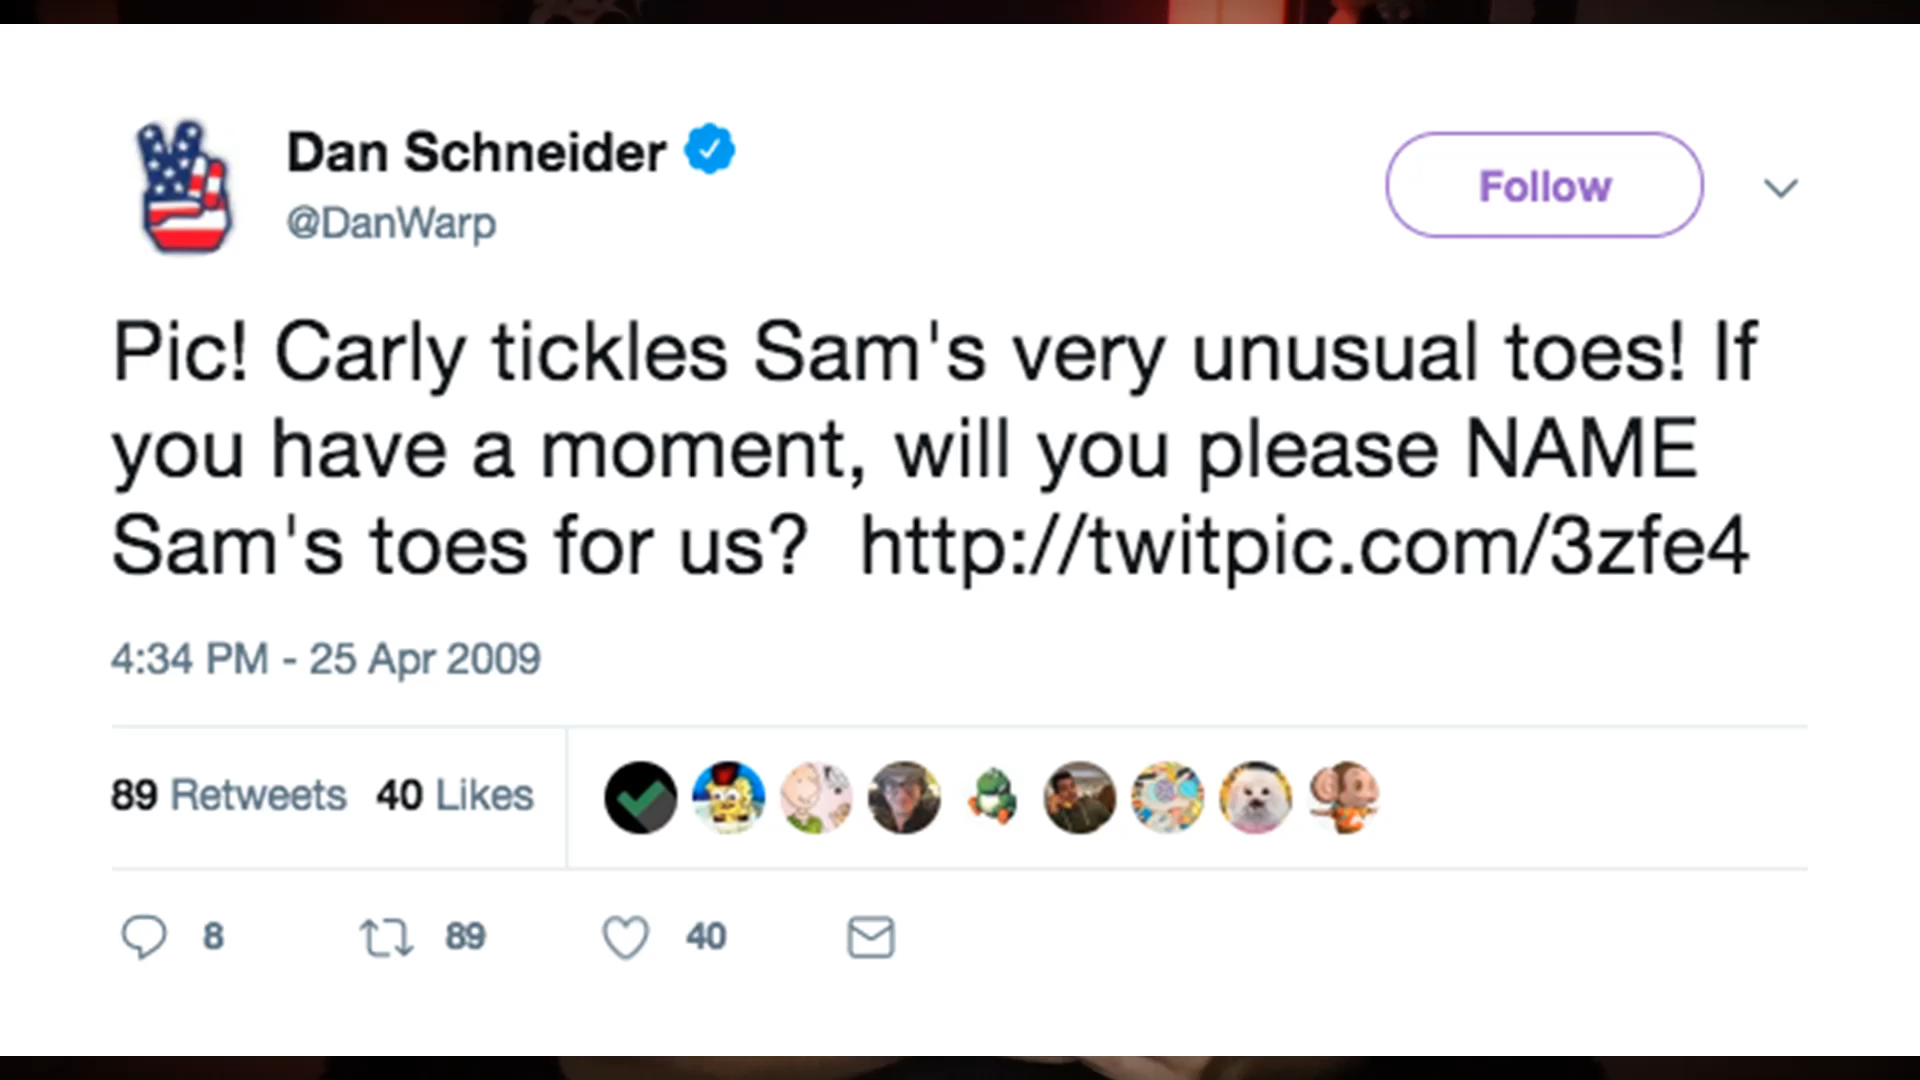 Dan Schneider
@DanWarp
Follow
Pic! Carly tickles Sam's very unusual toes! If
you have a moment, will you please NAME
Sam's toes for us?  http://twitpic.com/3zfe4
4:34 PM - 25 Apr 2009
89 Retweets 40 Likes
8 89 40